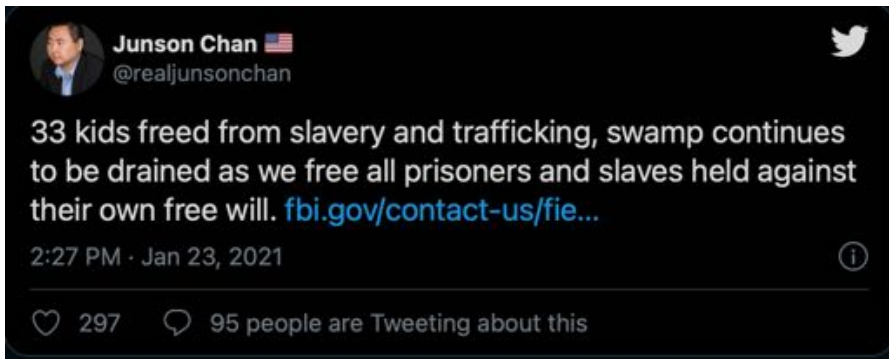 Junson Chan 🇺🇸
@realjunsonchan
33 kids freed from slavery and trafficking, swamp continues
to be drained as we free all prisoners and slaves held against
their own free will. fbi.gov/contact-us/fie...
2:27 PM · Jan 23, 2021
297 95 people are Tweeting about this